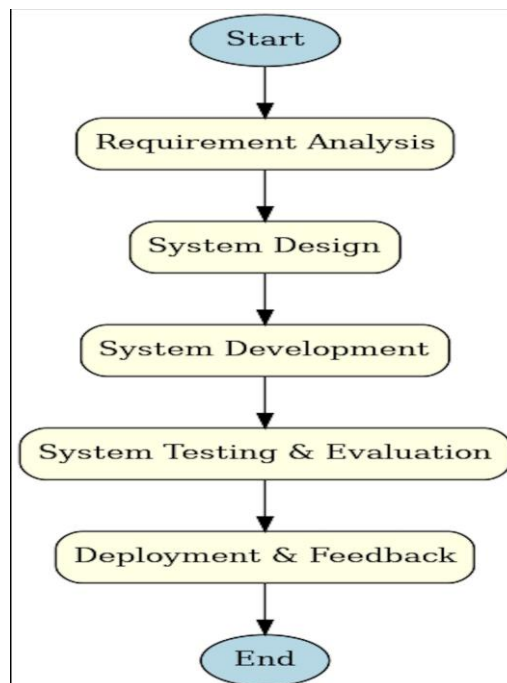 Start
Requirement Analysis
System Design
System Development
System Testing & Evaluation
Deployment & Feedback
End